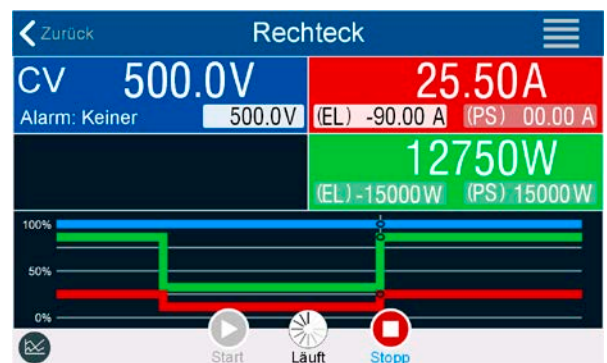 Zurück
Rechteck
CV 500.0V
Alarm: Keiner 500.0V
25.50A
(EL) -90.00 A (PS) 00.00 A
12750W
(EL)-15000W (PS) 15000W
100%
50%
0%
Start Läuft Stopp